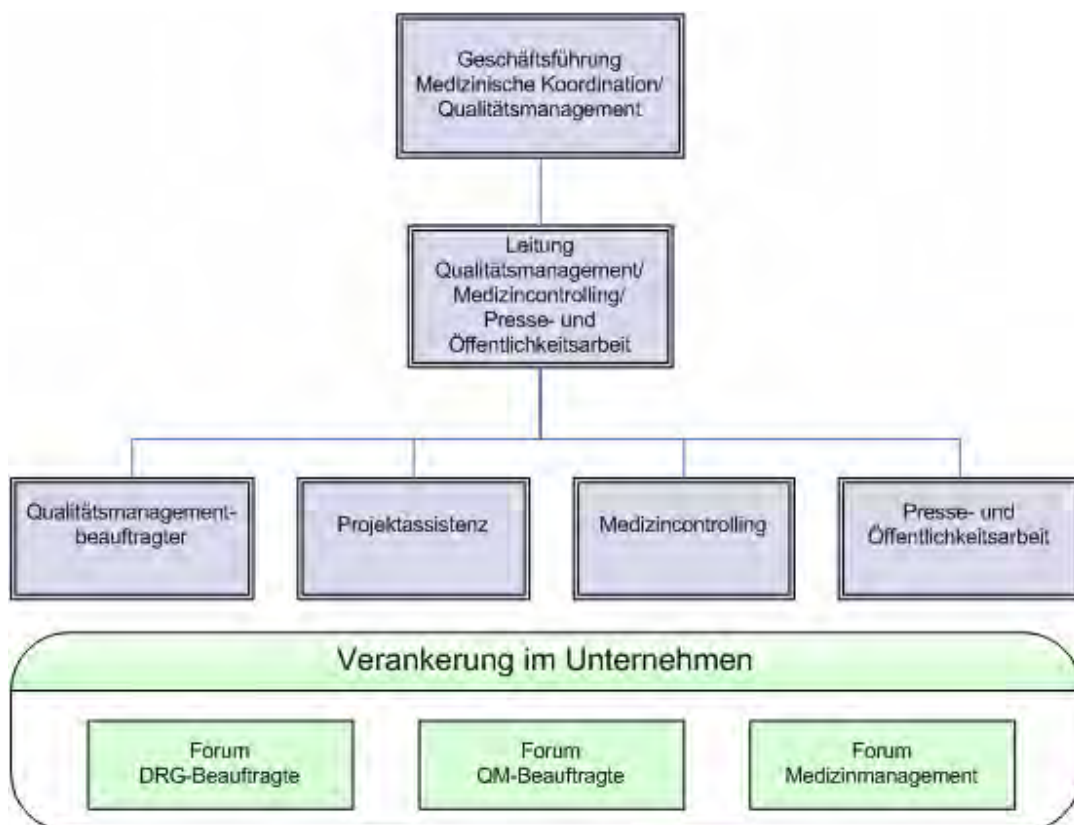 Geschäftsführung
Medizinische Koordination/
Qualitätsmanagement
Leitung
Qualitätsmanagement/
Medizincontrolling/
Presse- und
Öffentlichkeitsarbeit
Qualitätsmanagement-
beauftragter
Projektassistenz
Medizincontrolling
Presse- und
Öffentlichkeitsarbeit
Verankerung im Unternehmen
Forum
DRG-Beauftragte
Forum
QM-Beauftragte
Forum
Medizinmanagement